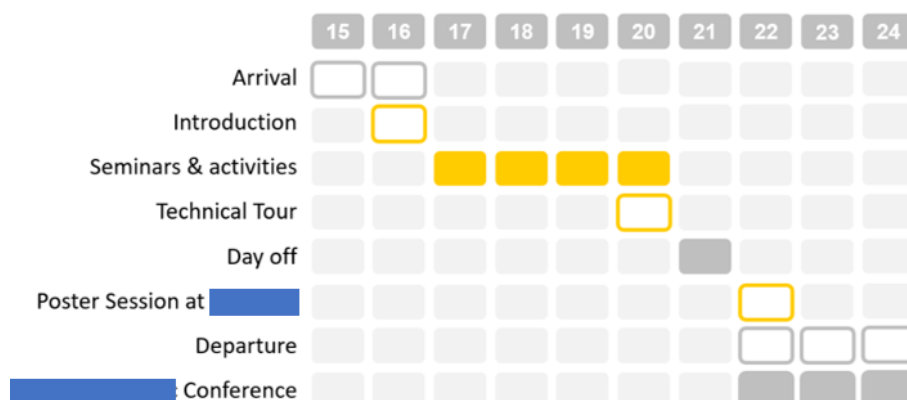 15 16 17 18 19 20 21 22 23 24
Arrival
Introduction
Seminars & activities
Technical Tour
Day off
Poster Session at
Departure
Conference